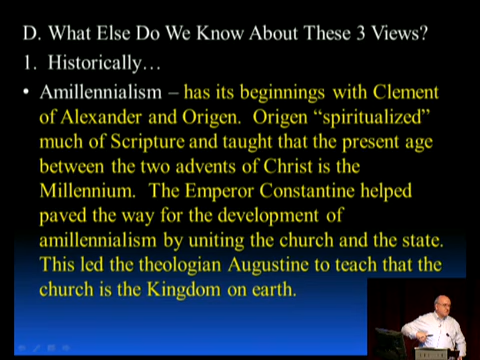 D. What Else Do We Know About These 3 Views?
1. Historically…
• Amillennialism – has its beginnings with Clement
of Alexander and Origen. Origen “spiritualized”
much of Scripture and taught that the present age
between the two advents of Christ is the
Millennium. The Emperor Constantine helped
paved the way for the development of
amillennialism by uniting the church and the state.
This led the theologian Augustine to teach that the
church is the Kingdom on earth.